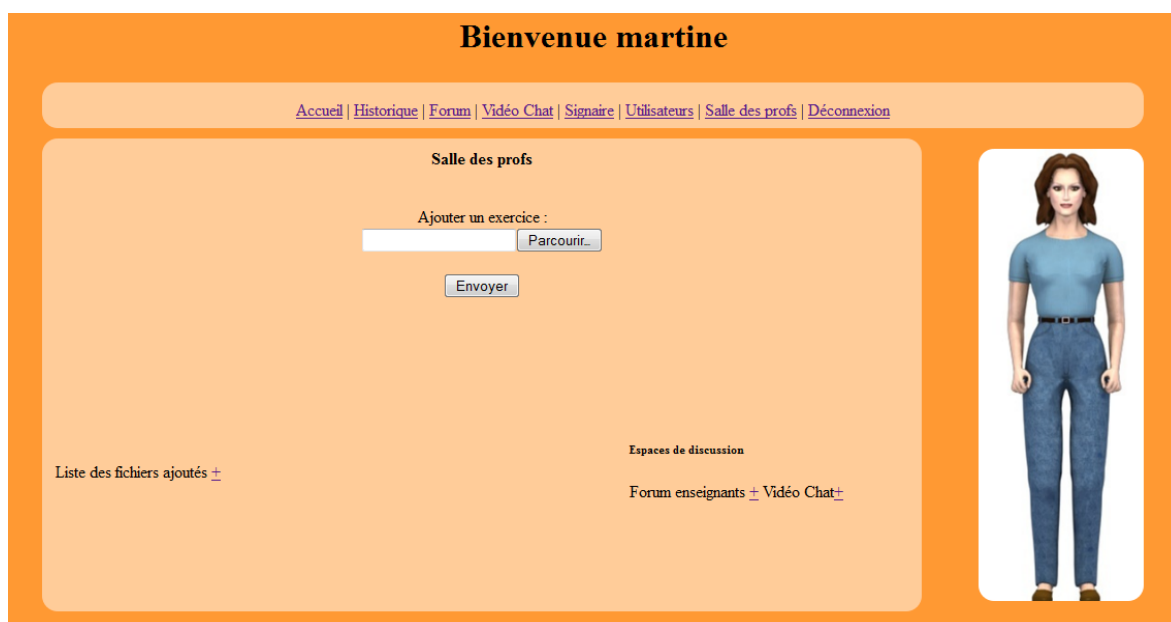 Bienvenue martine
Accueil | Historique | Forum | Vidéo Chat | Signaire | Utilisateurs | Salle des profs | Déconnexion
Salle des profs
Ajouter un exercice :
Parcourir...
Envoyer
Liste des fichiers ajoutés +
Espaces de discussion
Forum enseignants + Vidéo Chat+